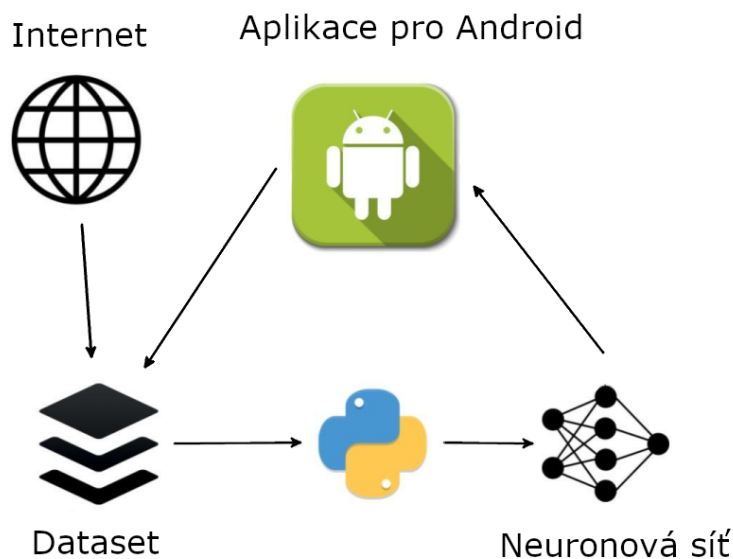 Internet
Aplikace pro Android
Dataset
Neuronová síť